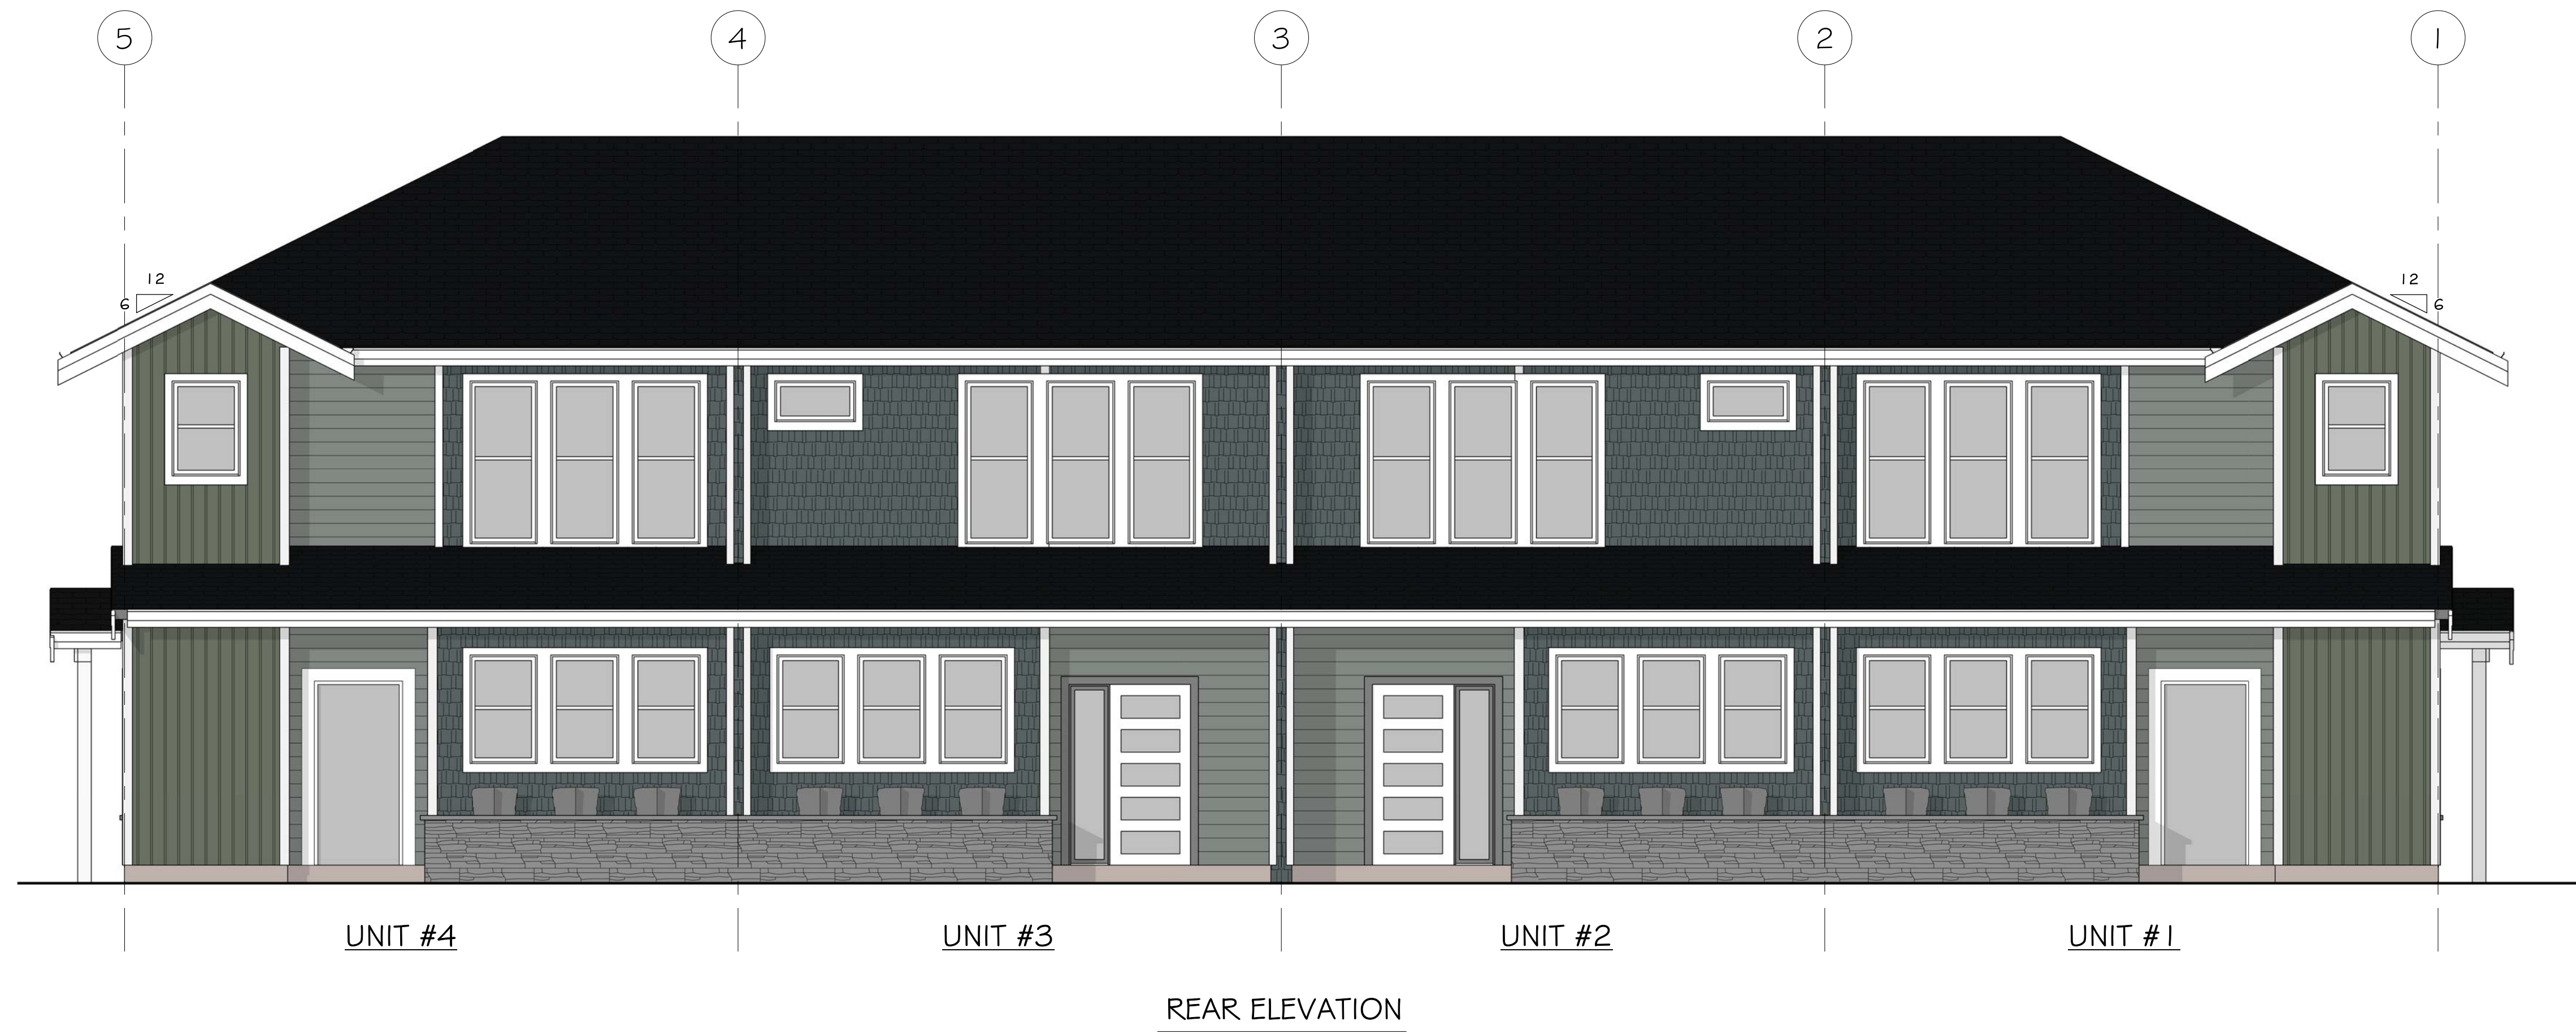 5 4 3 2 1
12 12
6 6
UNIT #4 UNIT #3 UNIT #2 UNIT #1
REAR ELEVATION